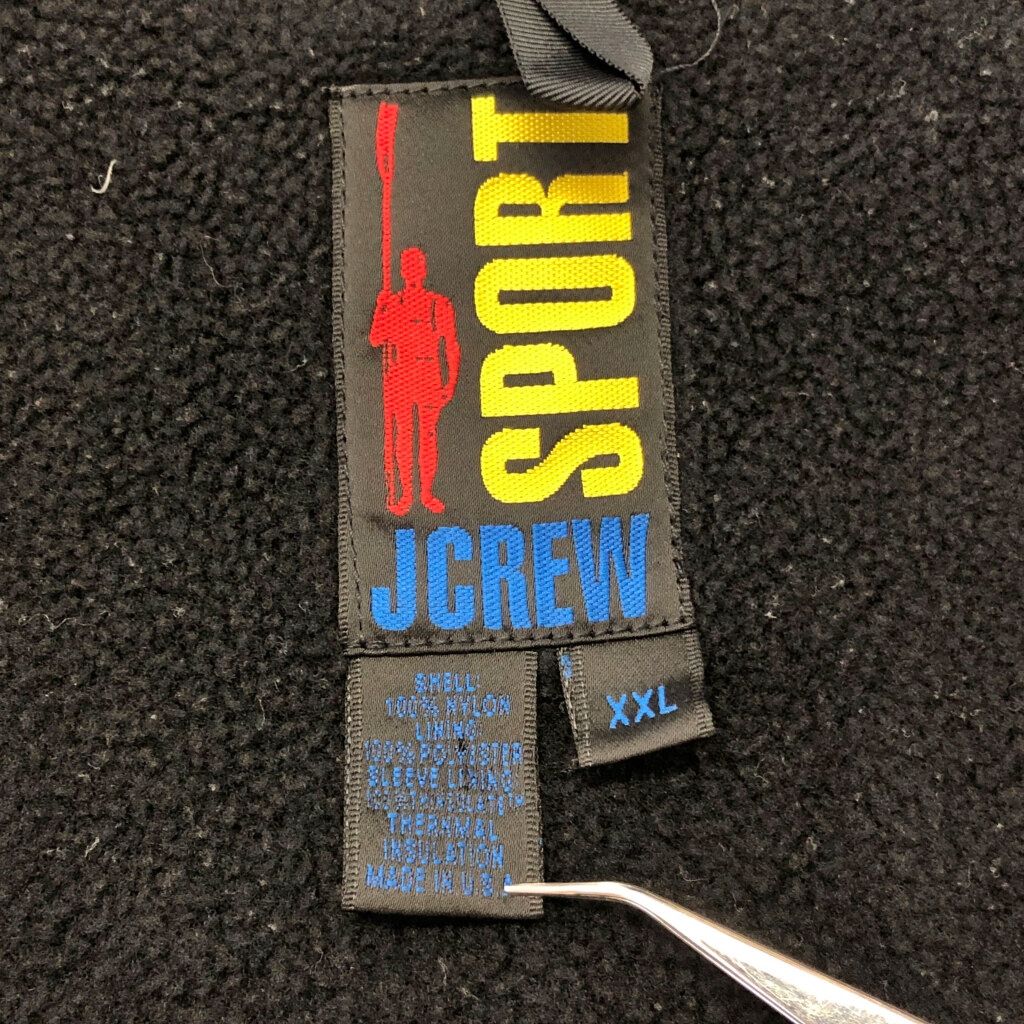 SPORT
JCREW
SHELL
100% NYLON
LINING
100% POLYESTER
SLEEVE LINING
THERMAL
INSULATION
MADE IN U S A
XXL